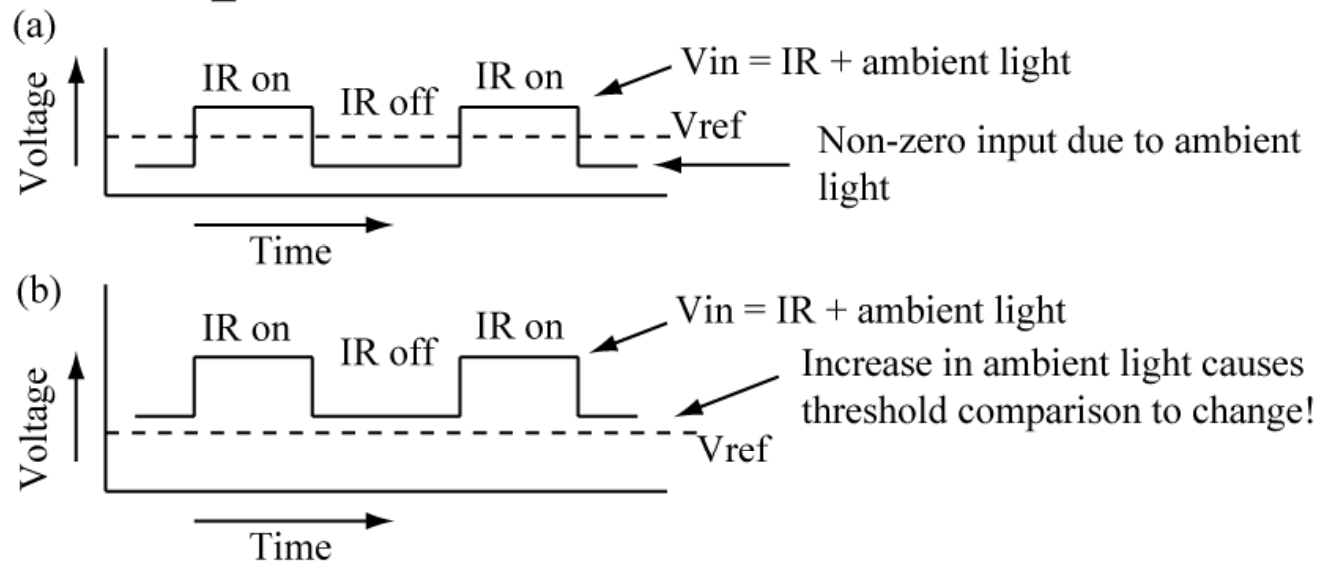 (a)
Voltage
IR on
IR off
IR on
Vin = IR + ambient light
Vref
Non-zero input due to ambient
light
Time
(b)
Voltage
IR on
IR off
IR on
Vin = IR + ambient light
Increase in ambient light causes
threshold comparison to change!
Vref
Time